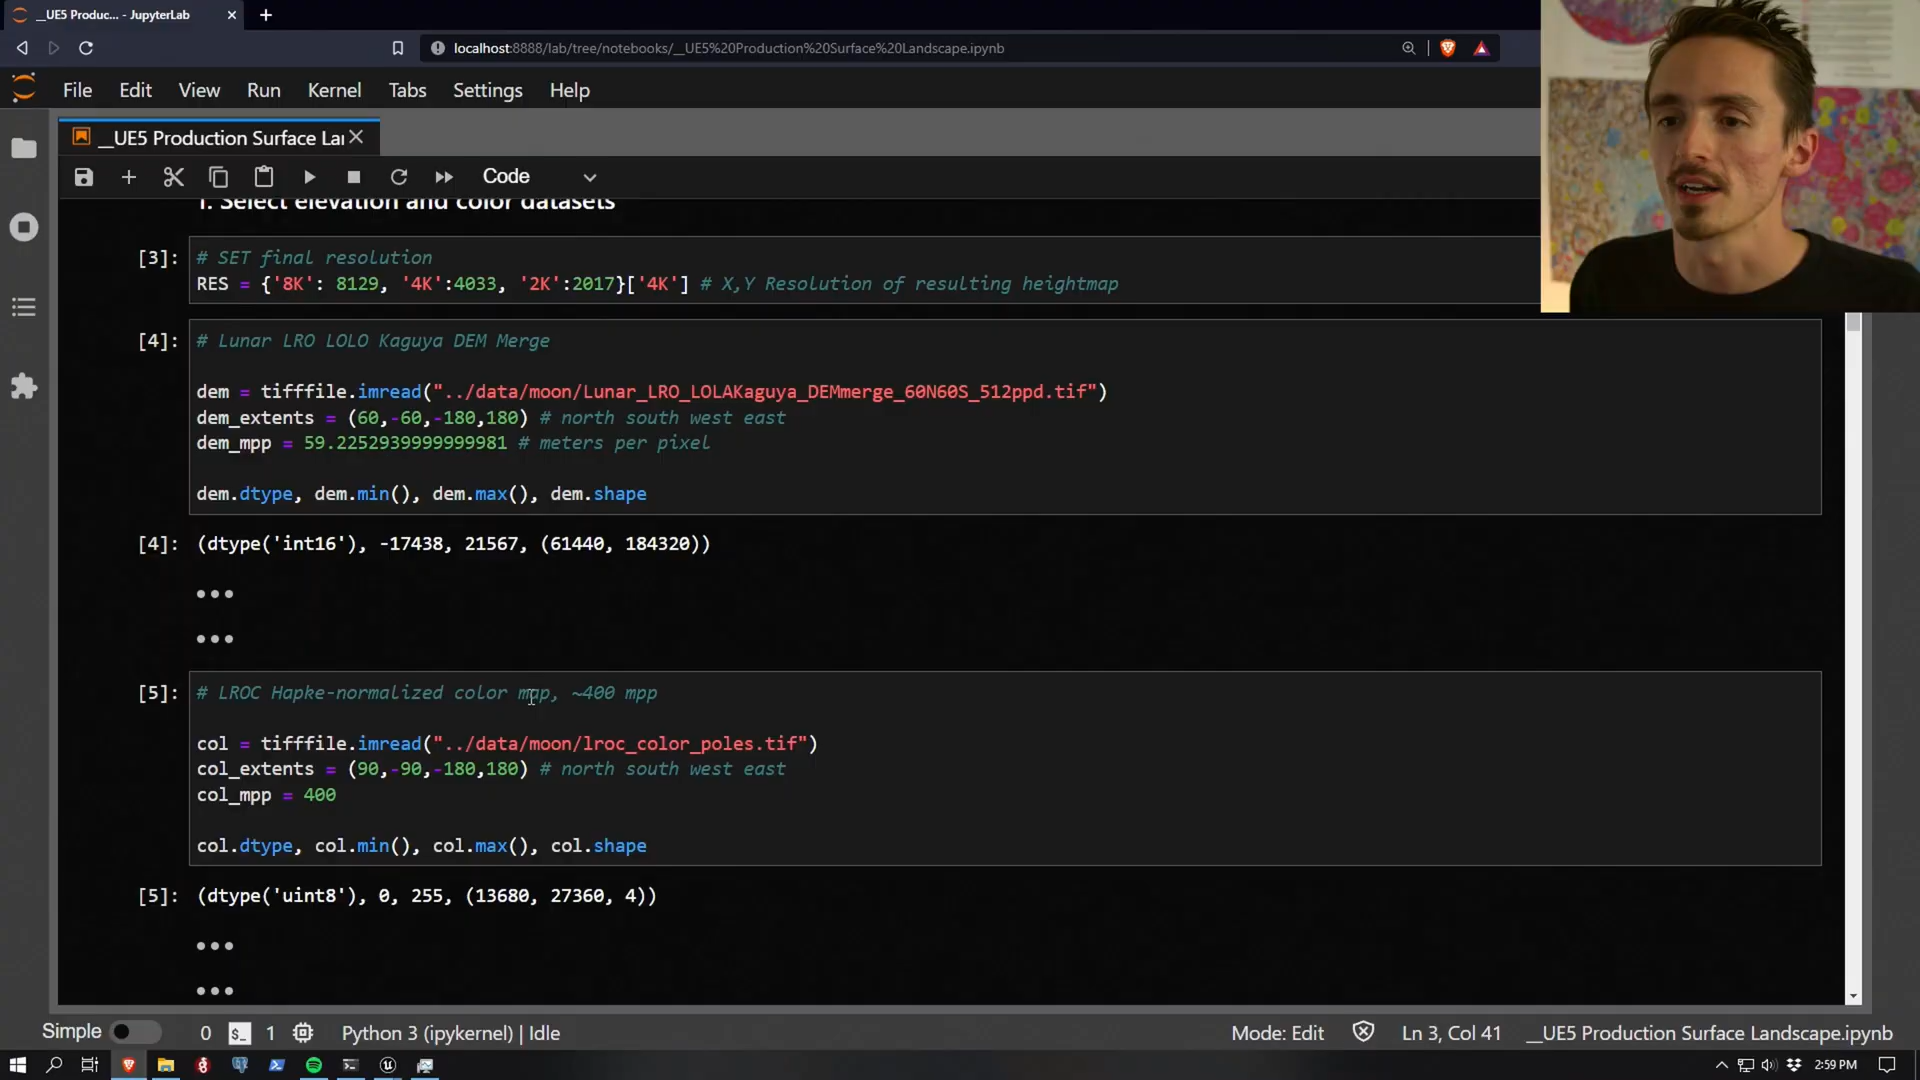 __UE5 Produc... - JupyterLab
localhost:8888/lab/tree/notebooks/__UE5%20Production%20Surface%20Landscape.ipynb
File Edit View Run Kernel Tabs Settings Help
__UE5 Production Surface Lar
Code
1. Select elevation and color datasets
[3]: # SET final resolution
RES = {'8K': 8129, '4K':4033, '2K':2017}['4K'] # X,Y Resolution of resulting heightmap
[4]: # Lunar LRO LOLO Kaguya DEM Merge
dem = tifffile.imread("../data/moon/Lunar_LRO_LOLAKaguya_DEMmerge_60N60S_512ppd.tif")
dem_extents = (60,-60,-180,180) # north south west east
dem_mpp = 59.2252939999999981 # meters per pixel
dem.dtype, dem.min(), dem.max(), dem.shape
[4]: (dtype('int16'), -17438, 21567, (61440, 184320))
[5]: # LROC Hapke-normalized color map, ~400 mpp
col = tifffile.imread("../data/moon/lroc_color_poles.tif")
col_extents = (90,-90,-180,180) # north south west east
col_mpp = 400
col.dtype, col.min(), col.max(), col.shape
[5]: (dtype('uint8'), 0, 255, (13680, 27360, 4))
Simple 0 $_ 1 Python 3 (ipykernel) | Idle Mode: Edit Ln 3, Col 41 __UE5 Production Surface Landscape.ipynb
2:59 PM